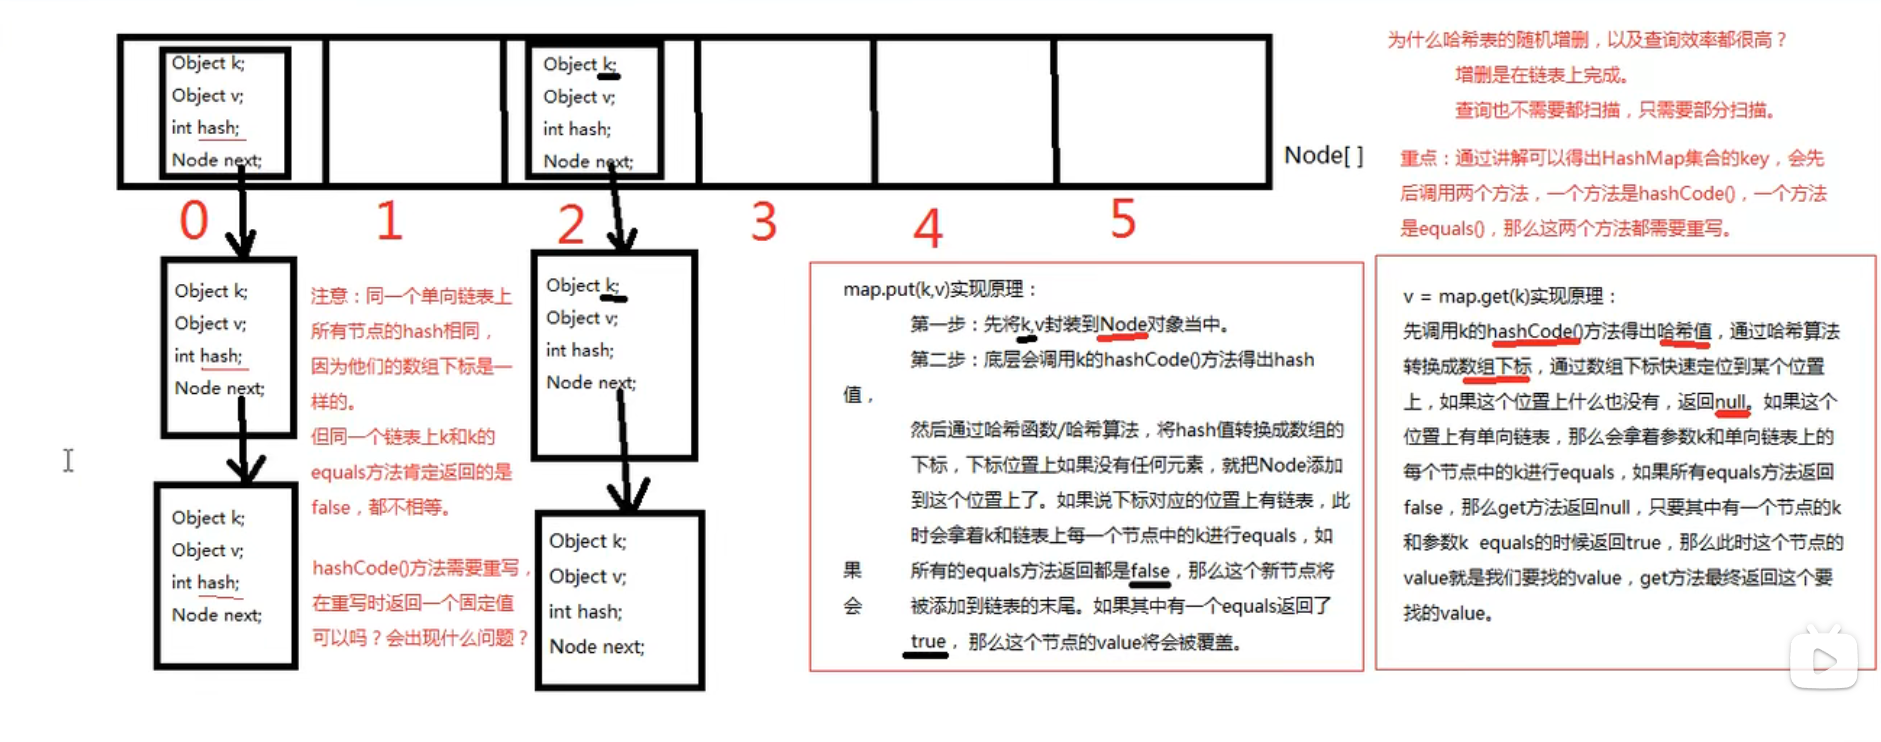 Object k;
Object v;
int hash;
Node next;
Object k;
Object v;
int hash;
Node next;
Node[ ]
0
1
2
3
4
5
Object k;
Object v;
int hash;
Node next;
Object k;
Object v;
int hash;
Node next;
注意：同一个单向链表上
所有节点的hash相同，
因为他们的数组下标是一
样的。
但同一个链表上k和k的
equals方法肯定返回的是
false，都不相等。
hashCode()方法需要重写，
在重写时返回一个固定值
可以吗？会出现什么问题？
Object k;
Object v;
int hash;
Node next;
Object k;
Object v;
int hash;
Node next;
为什么哈希表的随机增删，以及查询效率都很高？
增删是在链表上完成。
查询也不需要都扫描，只需要部分扫描。
重点：通过讲解可以得出HashMap集合的key，会先
后调用两个方法，一个方法是hashCode()，一个方法
是equals()，那么这两个方法都需要重写。
map.put(k,v)实现原理：
第一步：先将k,v封装到Node对象当中。
第二步：底层会调用k的hashCode()方法得出hash
值，
然后通过哈希函数/哈希算法，将hash值转换成数组的
下标，下标位置上如果没有任何元素，就把Node添加
到这个位置上了。如果说下标对应的位置上有链表，此
时会拿着k和链表上每一个节点中的k进行equals，如
果 所有的equals方法返回都是false，那么这个新节点将
会 被添加到链表的末尾。如果其中有一个equals返回了
true，那么这个节点的value将会被覆盖。
v = map.get(k)实现原理：
先调用k的hashCode()方法得出哈希值，通过哈希算法
转换成数组下标，通过数组下标快速定位到某个位置
上，如果这个位置上什么也没有，返回null。如果这个
位置上有单向链表，那么会拿着参数k和单向链表上的
每个节点中的k进行equals，如果所有equals方法返回
false，那么get方法返回null，只要其中有一个节点的k
和参数k equals的时候返回true，那么此时这个节点的
value就是我们要找的value，get方法最终返回这个要
找的value。